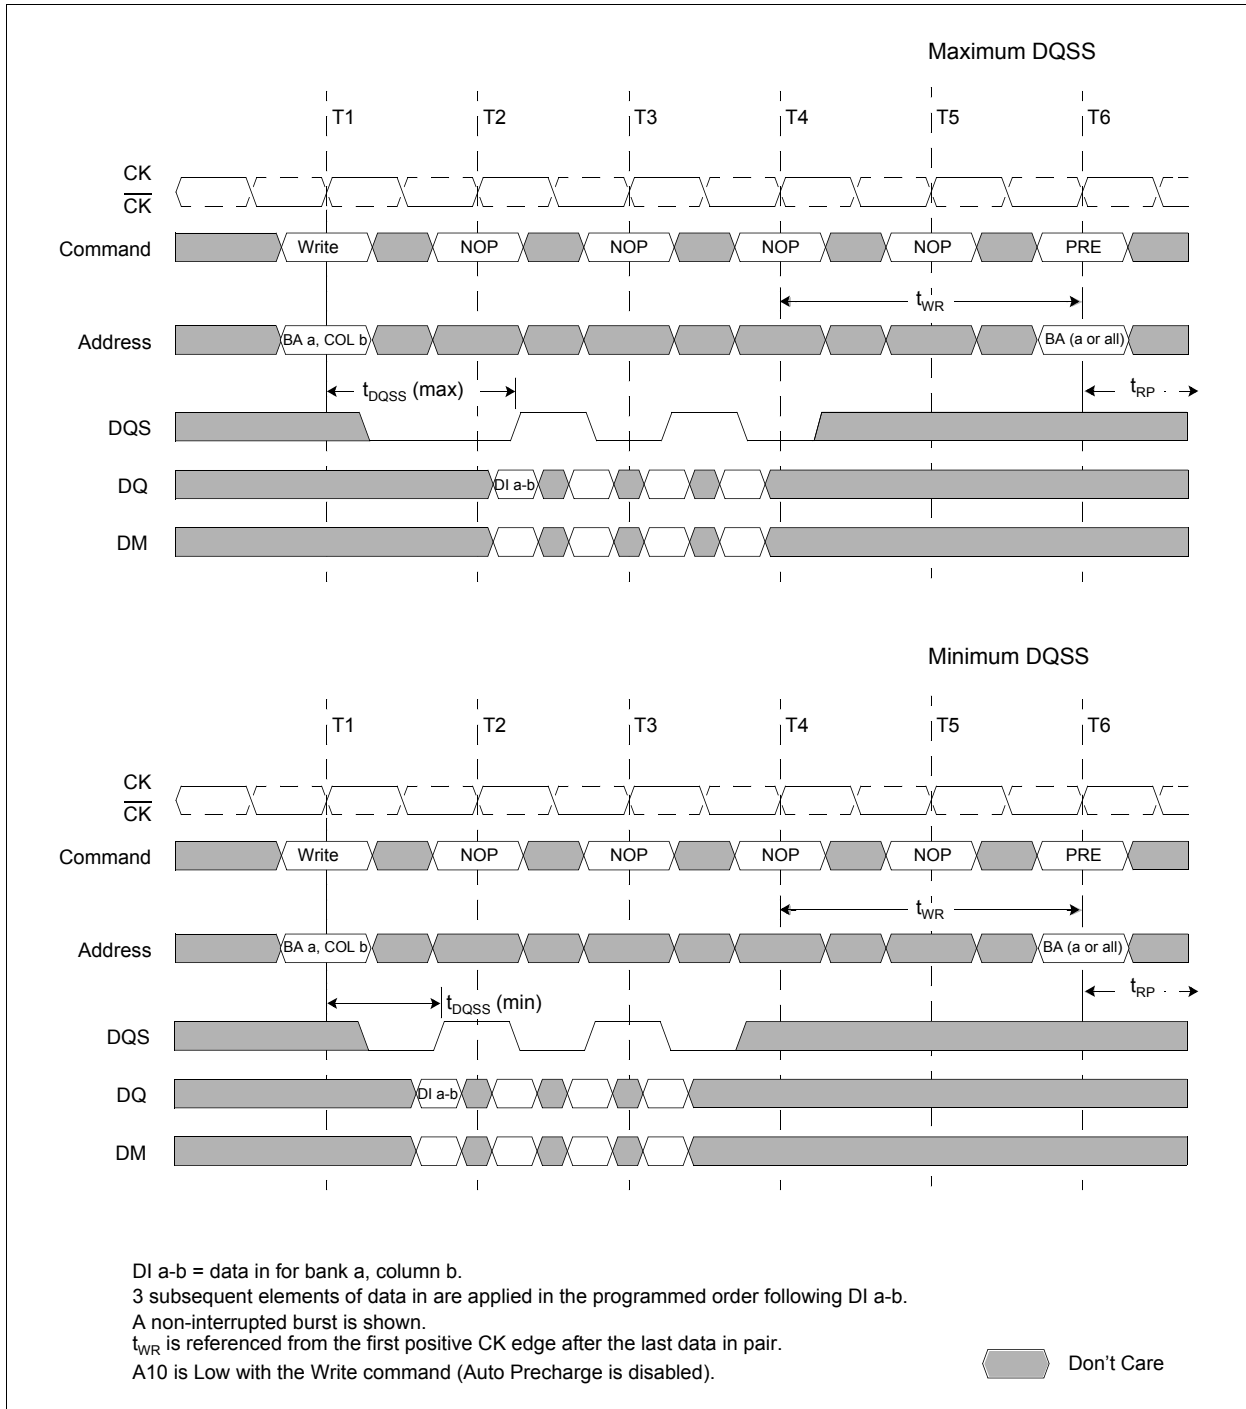 Maximum DQSS
T1 T2 T3 T4 T5 T6
CK
CK
Command Write NOP NOP NOP NOP PRE
tWR
Address BA a, COL b BA (a or all)
tDQSS (max) tRP
DQS
DQ DI a-b
DM
Minimum DQSS
T1 T2 T3 T4 T5 T6
CK
CK
Command Write NOP NOP NOP NOP PRE
tWR
Address BA a, COL b BA (a or all)
tDQSS (min) tRP
DQS
DQ DI a-b
DM
DI a-b = data in for bank a, column b.
3 subsequent elements of data in are applied in the programmed order following DI a-b.
A non-interrupted burst is shown.
tWR is referenced from the first positive CK edge after the last data in pair.
A10 is Low with the Write command (Auto Precharge is disabled).
Don't Care